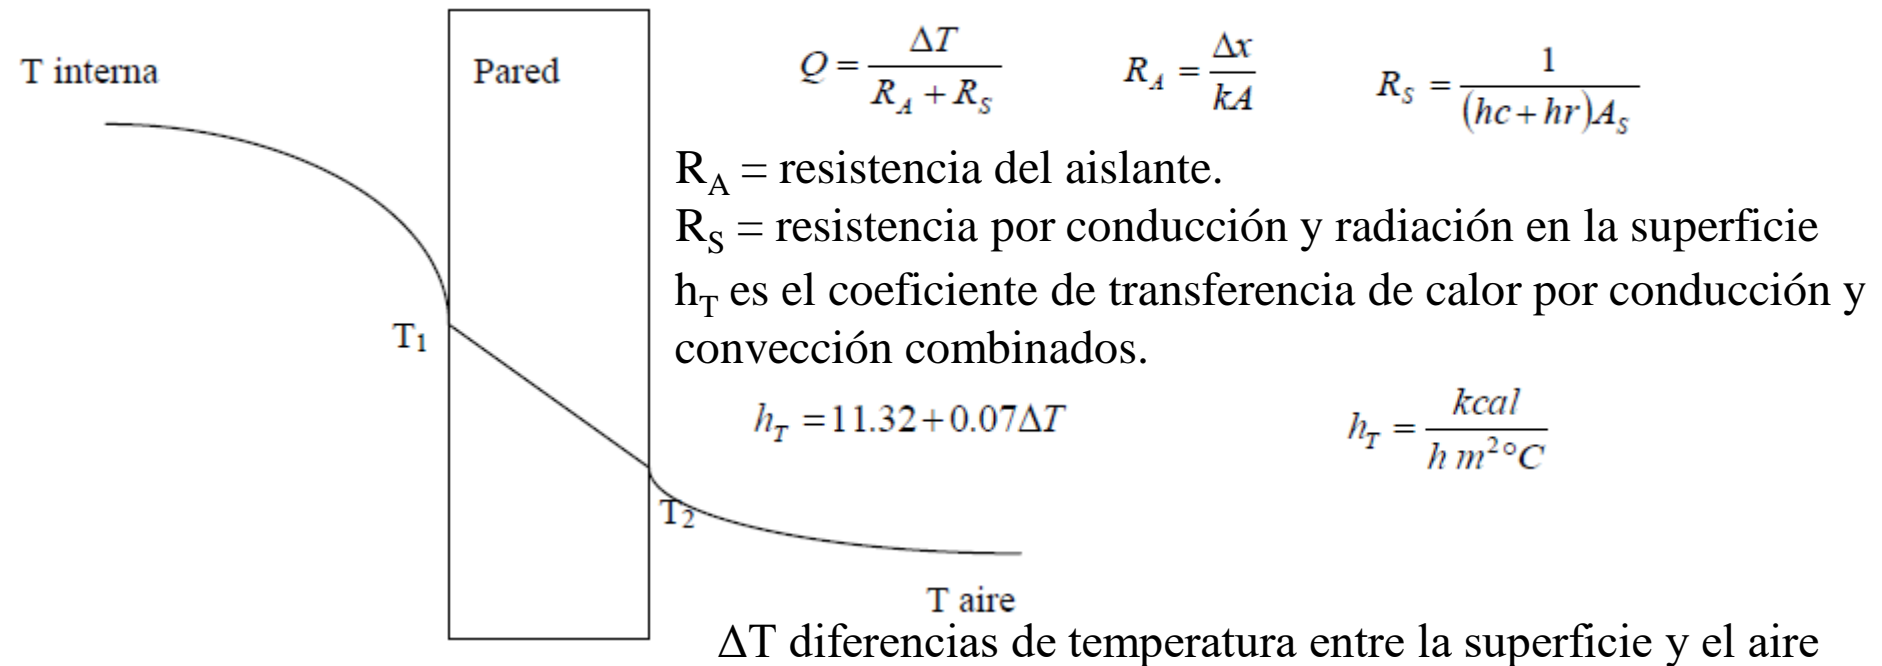 T interna
Pared
Q = ΔT / (R_A + R_S)
R_A = Δx / kA
R_S = 1 / ((hc + hr)A_S)
R_A = resistencia del aislante.
R_S = resistencia por conducción y radiación en la superficie
h_T es el coeficiente de transferencia de calor por conducción y
convección combinados.
T_1
h_T = 11.32 + 0.07ΔT
h_T = kcal / (h m² °C)
T_2
T aire
ΔT diferencias de temperatura entre la superficie y el aire